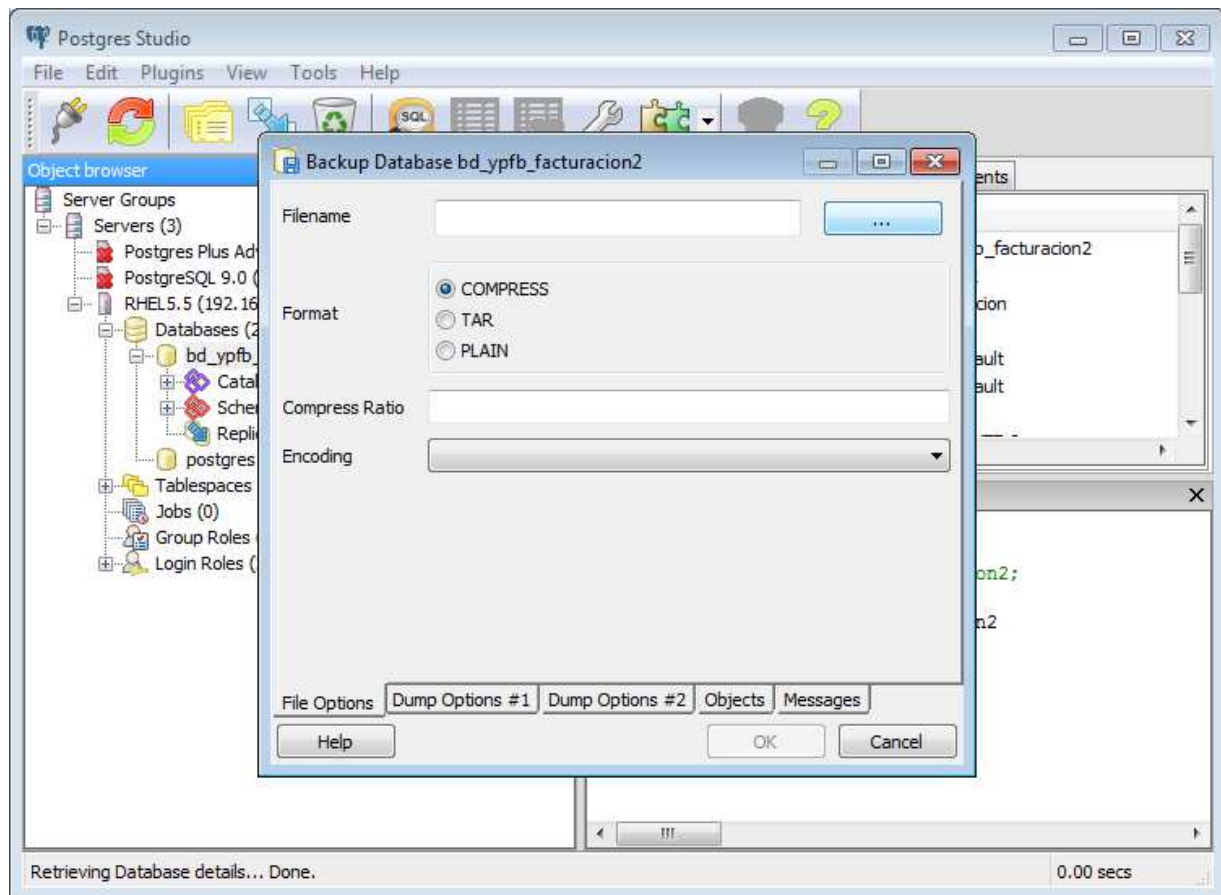 Postgres Studio
File Edit Plugins View Tools Help
SQL
Object browser
Server Groups
Servers (3)
Postgres Plus Ad
PostgreSQL 9.0 (
RHEL5.5 (192.16
Databases (2
bd_ypfb_
Catal
Scher
Replic
postgres
Tablespaces
Jobs (0)
Group Roles
Login Roles (
Backup Database bd_ypfb_facturacion2
Filename
...
Format
COMPRESS
TAR
PLAIN
Compress Ratio
Encoding
File Options Dump Options #1 Dump Options #2 Objects Messages
Help OK Cancel
ents
b_facturacion2
cion
ault
ault
on2;
n2
Retrieving Database details... Done. 0.00 secs